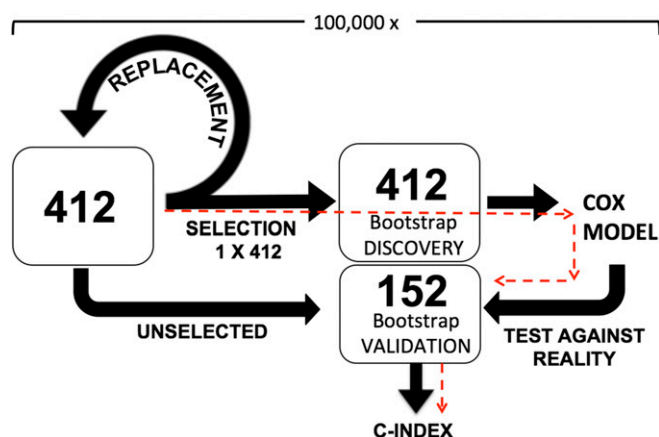 100,000 x
REPLACEMENT
412
SELECTION
1 X 412
412
Bootstrap
DISCOVERY
COX
MODEL
UNSELECTED
152
Bootstrap
VALIDATION
TEST AGAINST
REALITY
C-INDEX